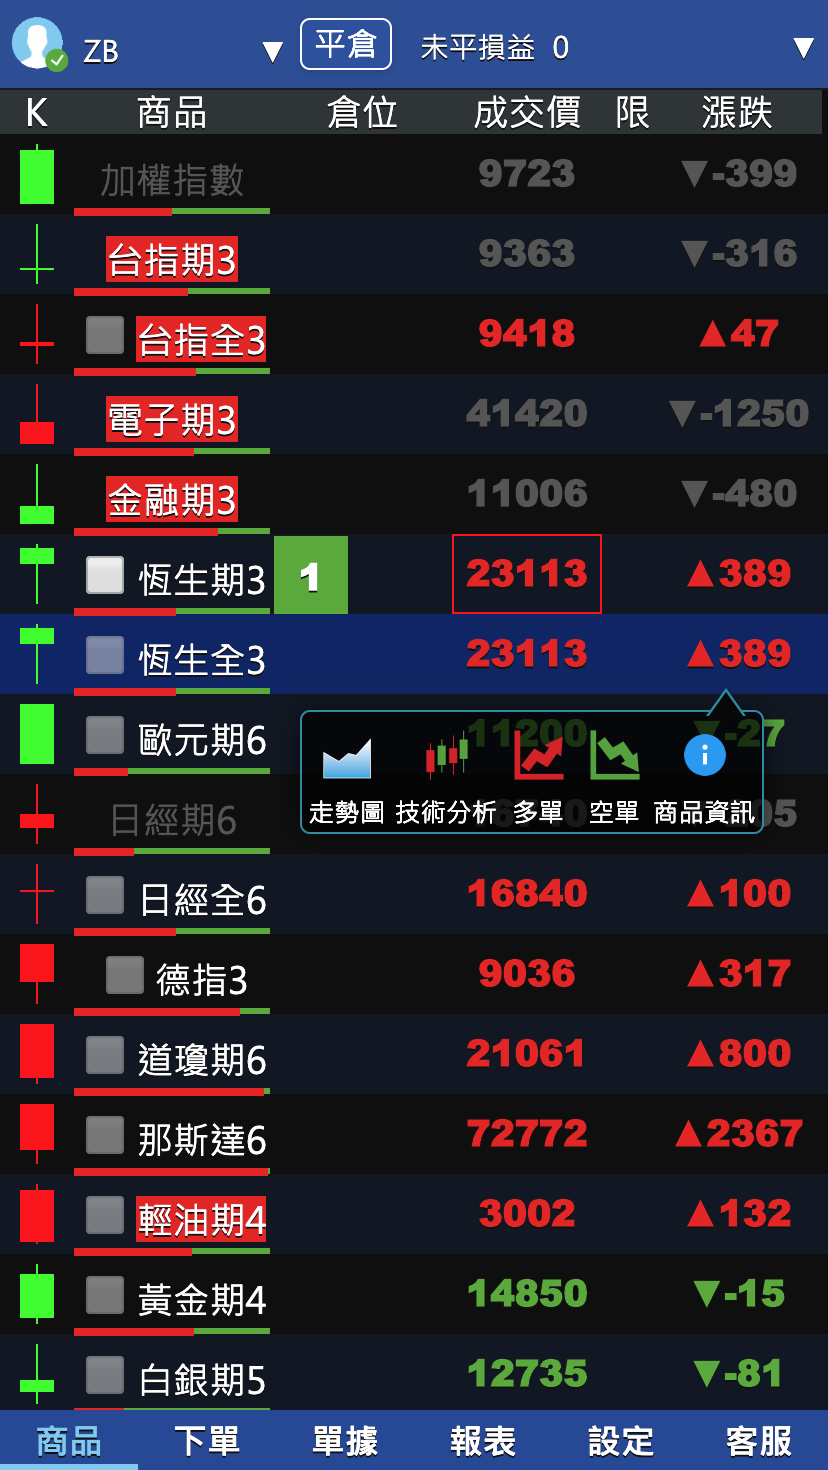 ZB ▼ 平倉 未平損益 0 ▼
K 商品 倉位 成交價 限 漲跌
加權指數 9723 ▼-399
台指期3 9363 ▼-316
台指全3 9418 ▲47
電子期3 41420 ▼-1250
金融期3 11006 ▼-480
恆生期3 1 23113 ▲389
恆生全3 23113 ▲389
歐元期6 11200 ▼-27
走勢圖 技術分析 多單 空單 商品資訊
日經期6
日經全6 16840 ▲100
德指3 9036 ▲317
道瓊期6 21061 ▲800
那斯達6 72772 ▲2367
輕油期4 3002 ▲132
黃金期4 14850 ▼-15
白銀期5 12735 ▼-81
商品 下單 單據 報表 設定 客服